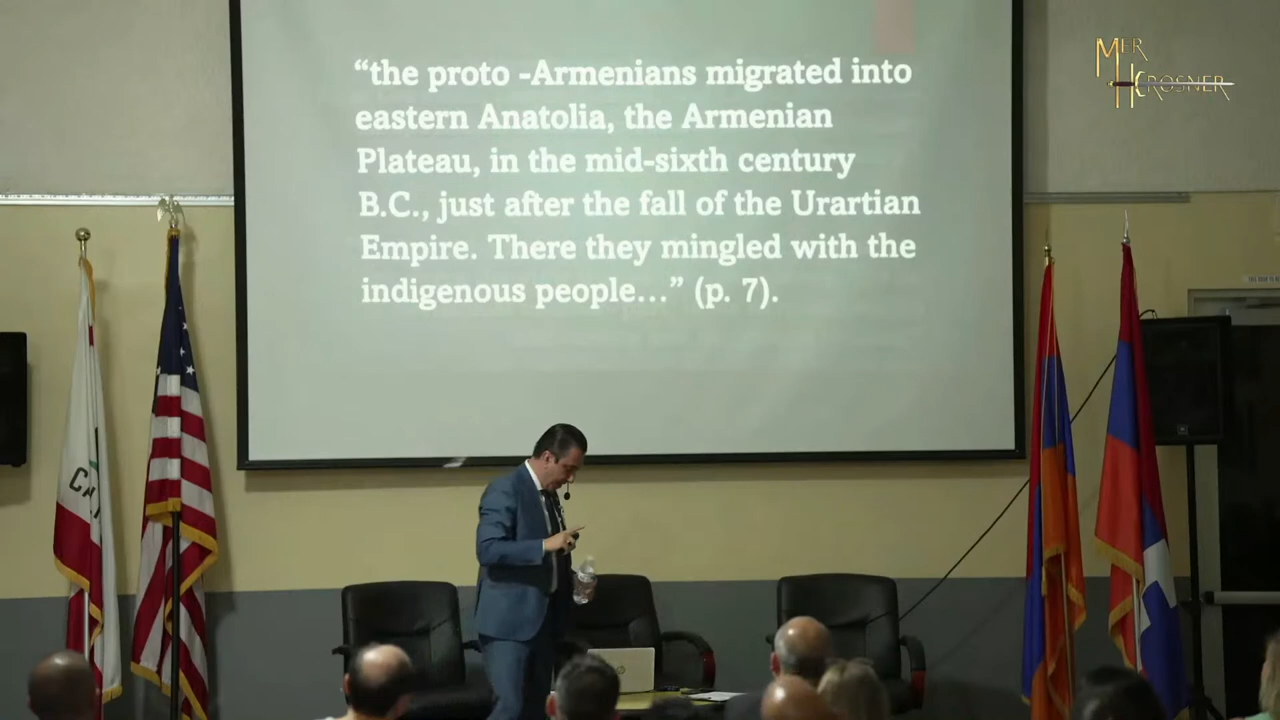 “the proto -Armenians migrated into
eastern Anatolia, the Armenian
Plateau, in the mid-sixth century
B.C., just after the fall of the Urartian
Empire. There they mingled with the
indigenous people...” (p. 7).
MER
HEROSNER